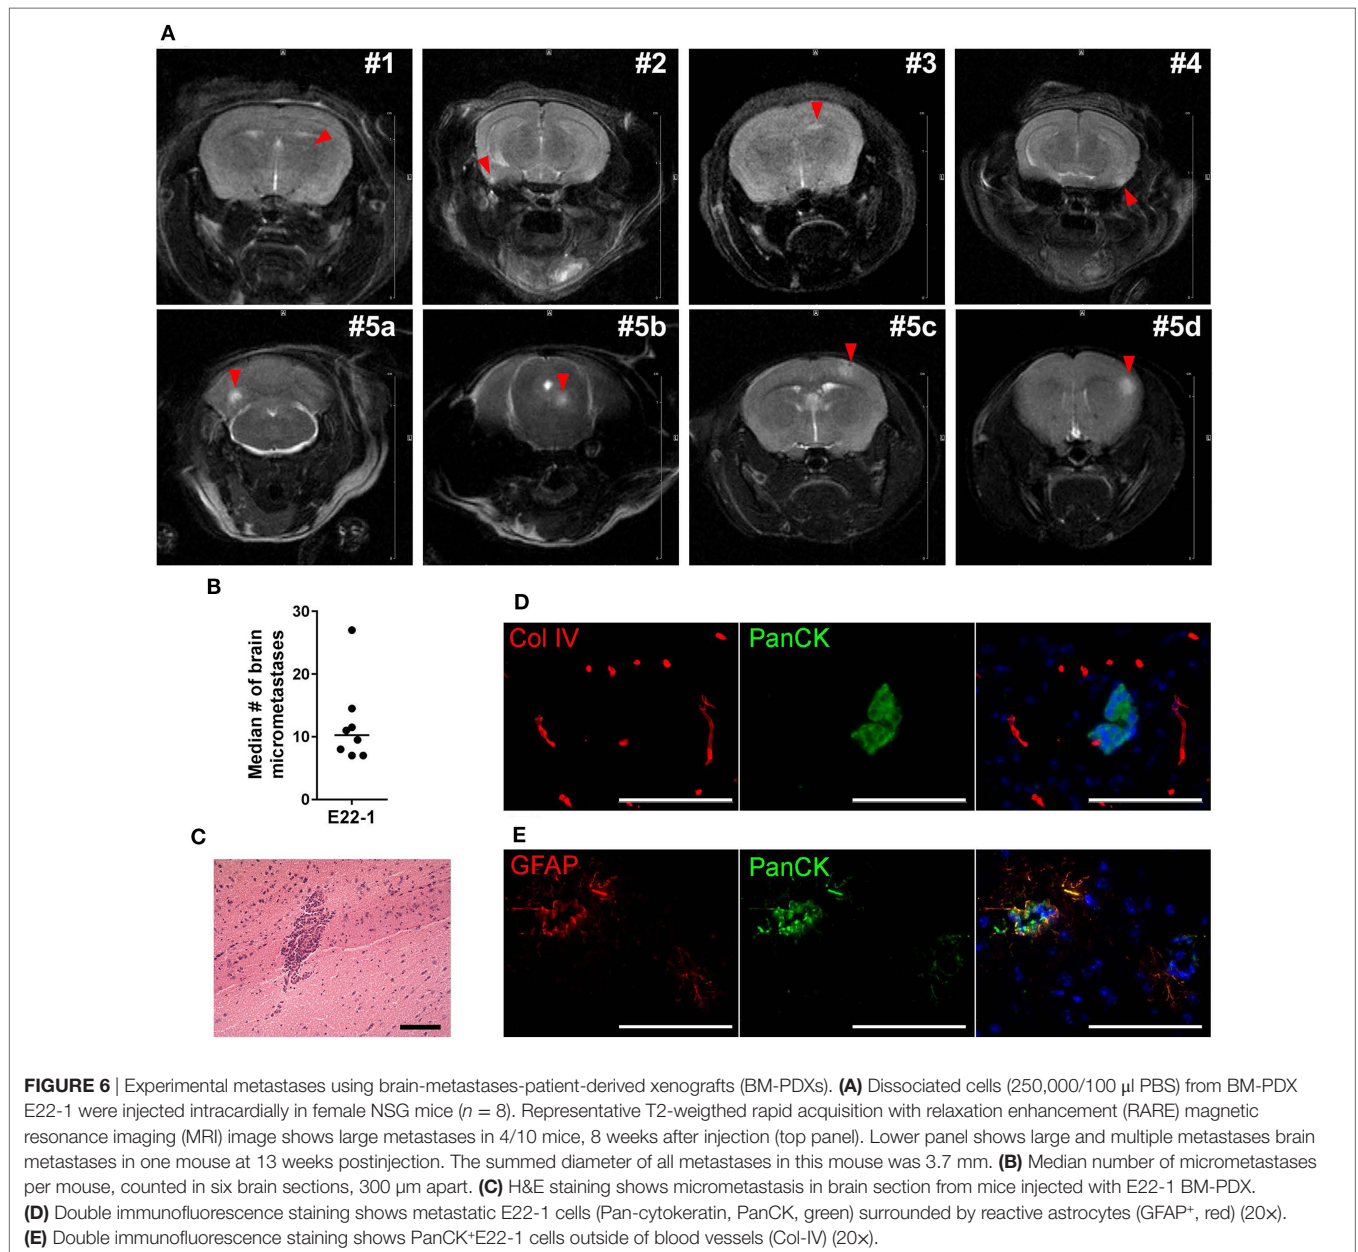 A
#1
#2
#3
#4
#5a
#5b
#5c
#5d
B
Median # of brain
micrometastases
30
20
10
0
E22-1
C
D
Col IV
PanCK
E
GFAP
PanCK
FIGURE 6 | Experimental metastases using brain-metastases-patient-derived xenografts (BM-PDXs). (A) Dissociated cells (250,000/100 μl PBS) from BM-PDX
E22-1 were injected intracardially in female NSG mice (n = 8). Representative T2-weigthed rapid acquisition with relaxation enhancement (RARE) magnetic
resonance imaging (MRI) image shows large metastases in 4/10 mice, 8 weeks after injection (top panel). Lower panel shows large and multiple metastases brain
metastases in one mouse at 13 weeks postinjection. The summed diameter of all metastases in this mouse was 3.7 mm. (B) Median number of micrometastases
per mouse, counted in six brain sections, 300 μm apart. (C) H&E staining shows micrometastasis in brain section from mice injected with E22-1 BM-PDX.
(D) Double immunofluorescence staining shows metastatic E22-1 cells (Pan-cytokeratin, PanCK, green) surrounded by reactive astrocytes (GFAP⁺, red) (20×).
(E) Double immunofluorescence staining shows PanCK⁺E22-1 cells outside of blood vessels (Col-IV) (20×).